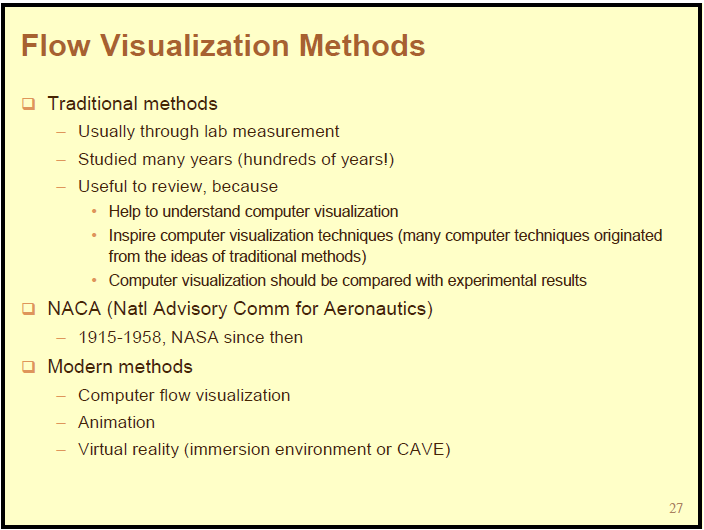 Flow Visualization Methods
❑ Traditional methods
– Usually through lab measurement
– Studied many years (hundreds of years!)
– Useful to review, because
• Help to understand computer visualization
• Inspire computer visualization techniques (many computer techniques originated
from the ideas of traditional methods)
• Computer visualization should be compared with experimental results
❑ NACA (Natl Advisory Comm for Aeronautics)
– 1915-1958, NASA since then
❑ Modern methods
– Computer flow visualization
– Animation
– Virtual reality (immersion environment or CAVE)
27